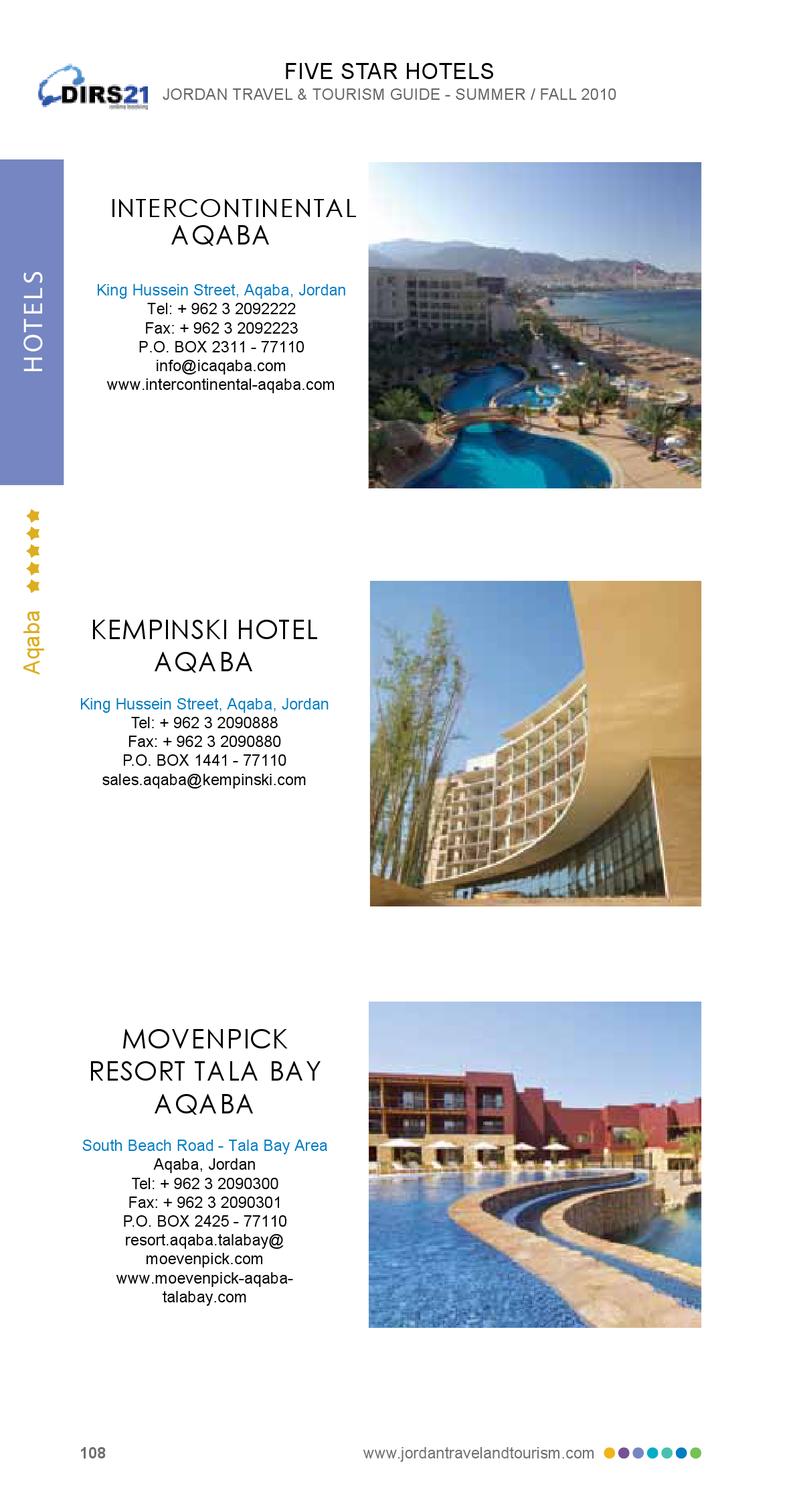 DIRS21
online booking
FIVE STAR HOTELS
JORDAN TRAVEL & TOURISM GUIDE - SUMMER / FALL 2010
HOTELS
Aqaba
INTERCONTINENTAL
AQABA
King Hussein Street, Aqaba, Jordan
Tel: + 962 3 2092222
Fax: + 962 3 2092223
P.O. BOX 2311 - 77110
info@icaqaba.com
www.intercontinental-aqaba.com
KEMPINSKI HOTEL
AQABA
King Hussein Street, Aqaba, Jordan
Tel: + 962 3 2090888
Fax: + 962 3 2090880
P.O. BOX 1441 - 77110
sales.aqaba@kempinski.com
MOVENPICK
RESORT TALA BAY
AQABA
South Beach Road - Tala Bay Area
Aqaba, Jordan
Tel: + 962 3 2090300
Fax: + 962 3 2090301
P.O. BOX 2425 - 77110
resort.aqaba.talabay@
moevenpick.com
www.moevenpick-aqaba-
talabay.com
108
www.jordantravelandtourism.com